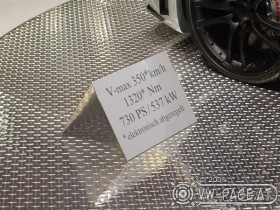 V-max 350*km/h
1320* Nm
730 PS / 537 kW
*elektronisch abgeregelt
VW-PAGE.AT